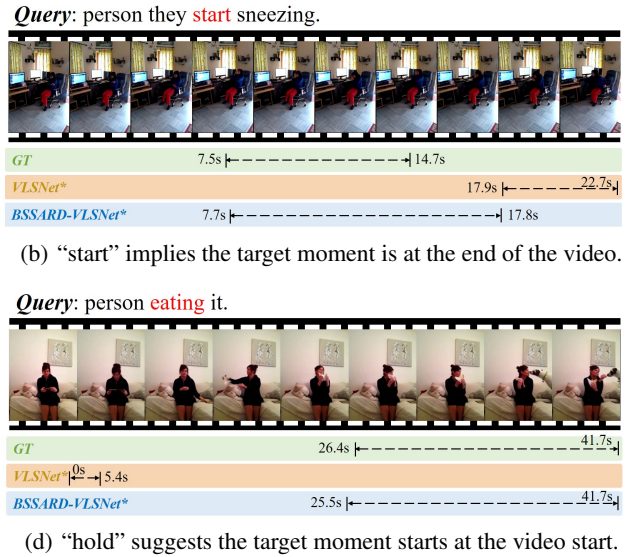 Query: person they start sneezing.
GT 7.5s 14.7s
VLSNet* 17.9s 22.7s
BSSARD-VLSNet* 7.7s 17.8s
(b) “start” implies the target moment is at the end of the video.
Query: person eating it.
GT 26.4s 41.7s
VLSNet* 0s 5.4s
BSSARD-VLSNet* 25.5s 41.7s
(d) “hold” suggests the target moment starts at the video start.